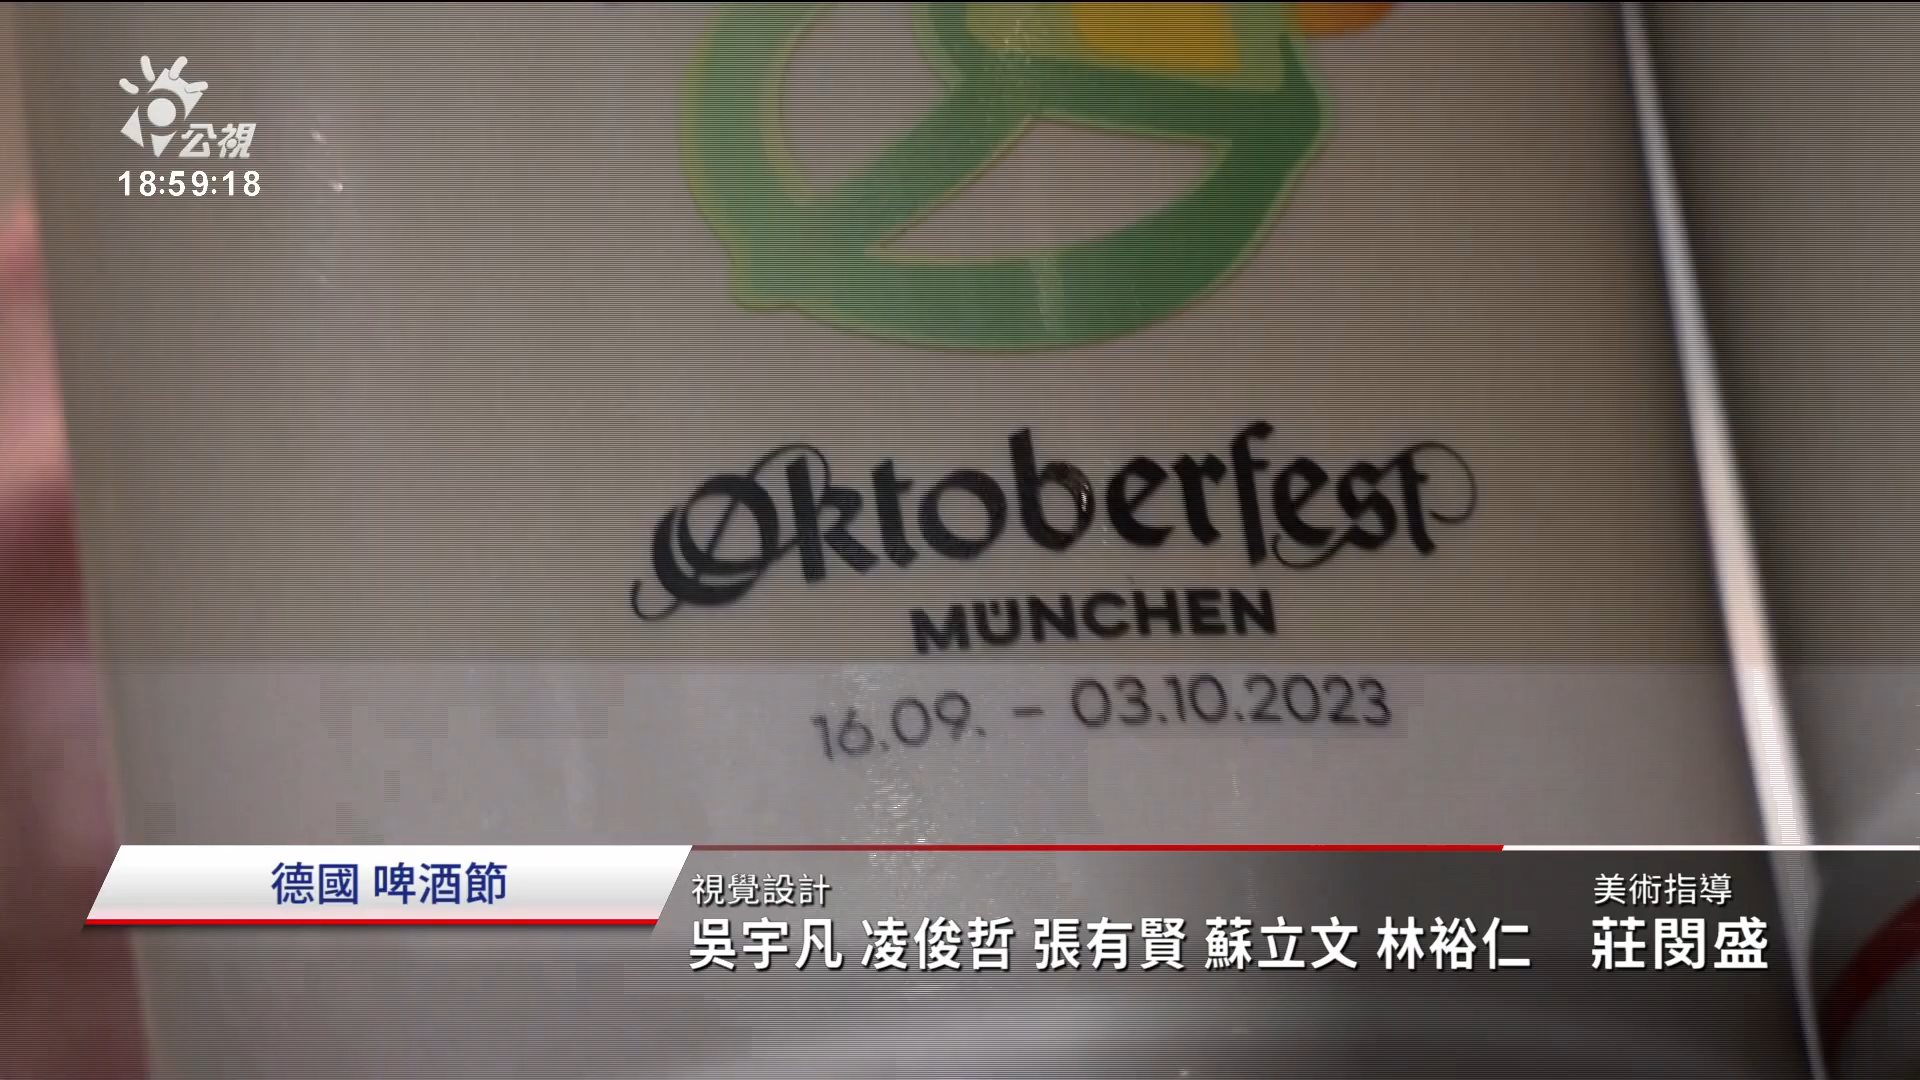 公視
18:59:18
Oktoberfest
MÜNCHEN
16.09. – 03.10.2023
德國 啤酒節
視覺設計
吳宇凡 凌俊哲 張有賢 蘇立文 林裕仁
美術指導
莊閔盛